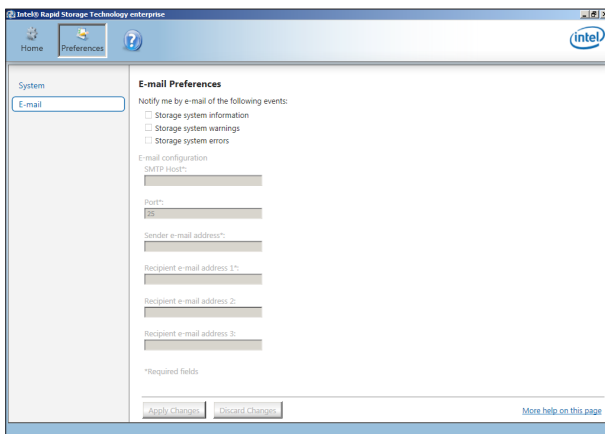 Intel® Rapid Storage Technology enterprise
Home
Preferences
?
intel
System
E-mail
E-mail Preferences
Notify me by e-mail of the following events:
Storage system information
Storage system warnings
Storage system errors
E-mail configuration
SMTP Host*:
Port*:
25
Sender e-mail address*:
Recipient e-mail address 1*:
Recipient e-mail address 2:
Recipient e-mail address 3:
*Required fields
Apply Changes
Discard Changes
More help on this page